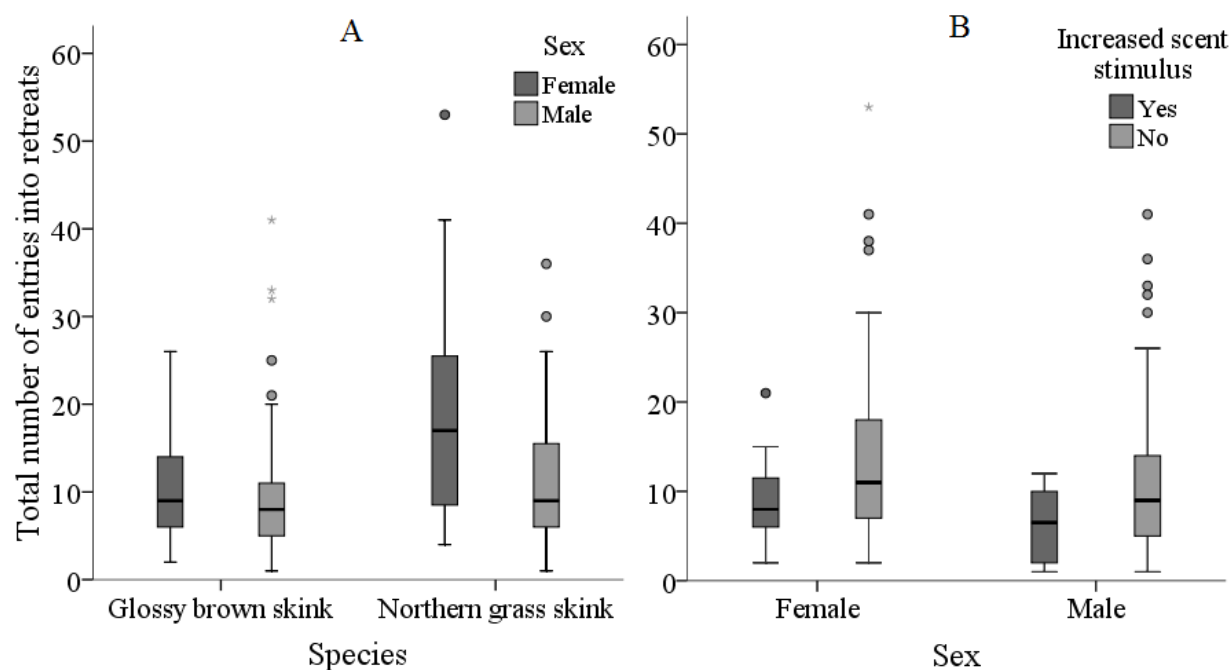 A
Sex
Female
Male
Total number of entries into retreats
60
50
40
30
20
10
0
Glossy brown skink
Northern grass skink
Species
B
Increased scent
stimulus
Yes
No
60
50
40
30
20
10
0
Female
Male
Sex